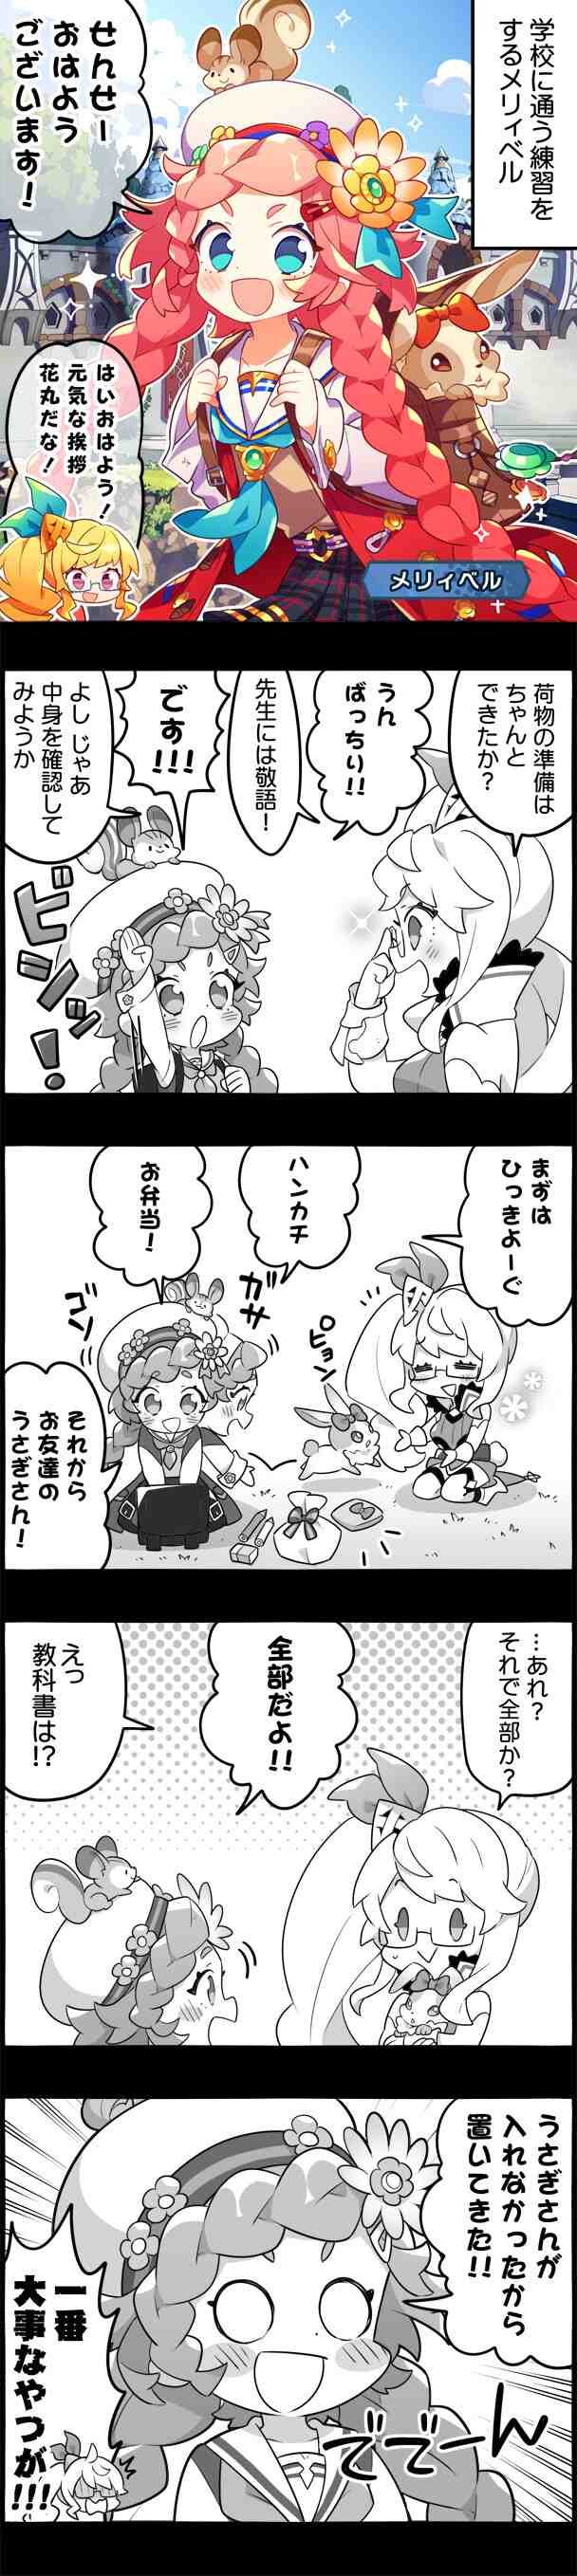 学校に通う練習を
するメリィベル
せんせー
おはよう
ございます!
はいおはよう!
元気な挨拶
花丸だな!
メリィベル
荷物の準備は
ちゃんと
できたか?
うん
ばっちり!!
先生には敬語!
です!!!
よし じゃあ
中身を確認して
みようか
ビシッ!
まずは
ひっきよーぐ
ハンカチ
お弁当!
ピョン
ガサ
ゴソ
それから
お友達の
うさぎさん!
…あれ?
それで全部か?
全部だよ!!
えっ
教科書は!?
うさぎさんが
入れなかったから
置いてきた!!
ででーん
一番
大事なやつが!!!